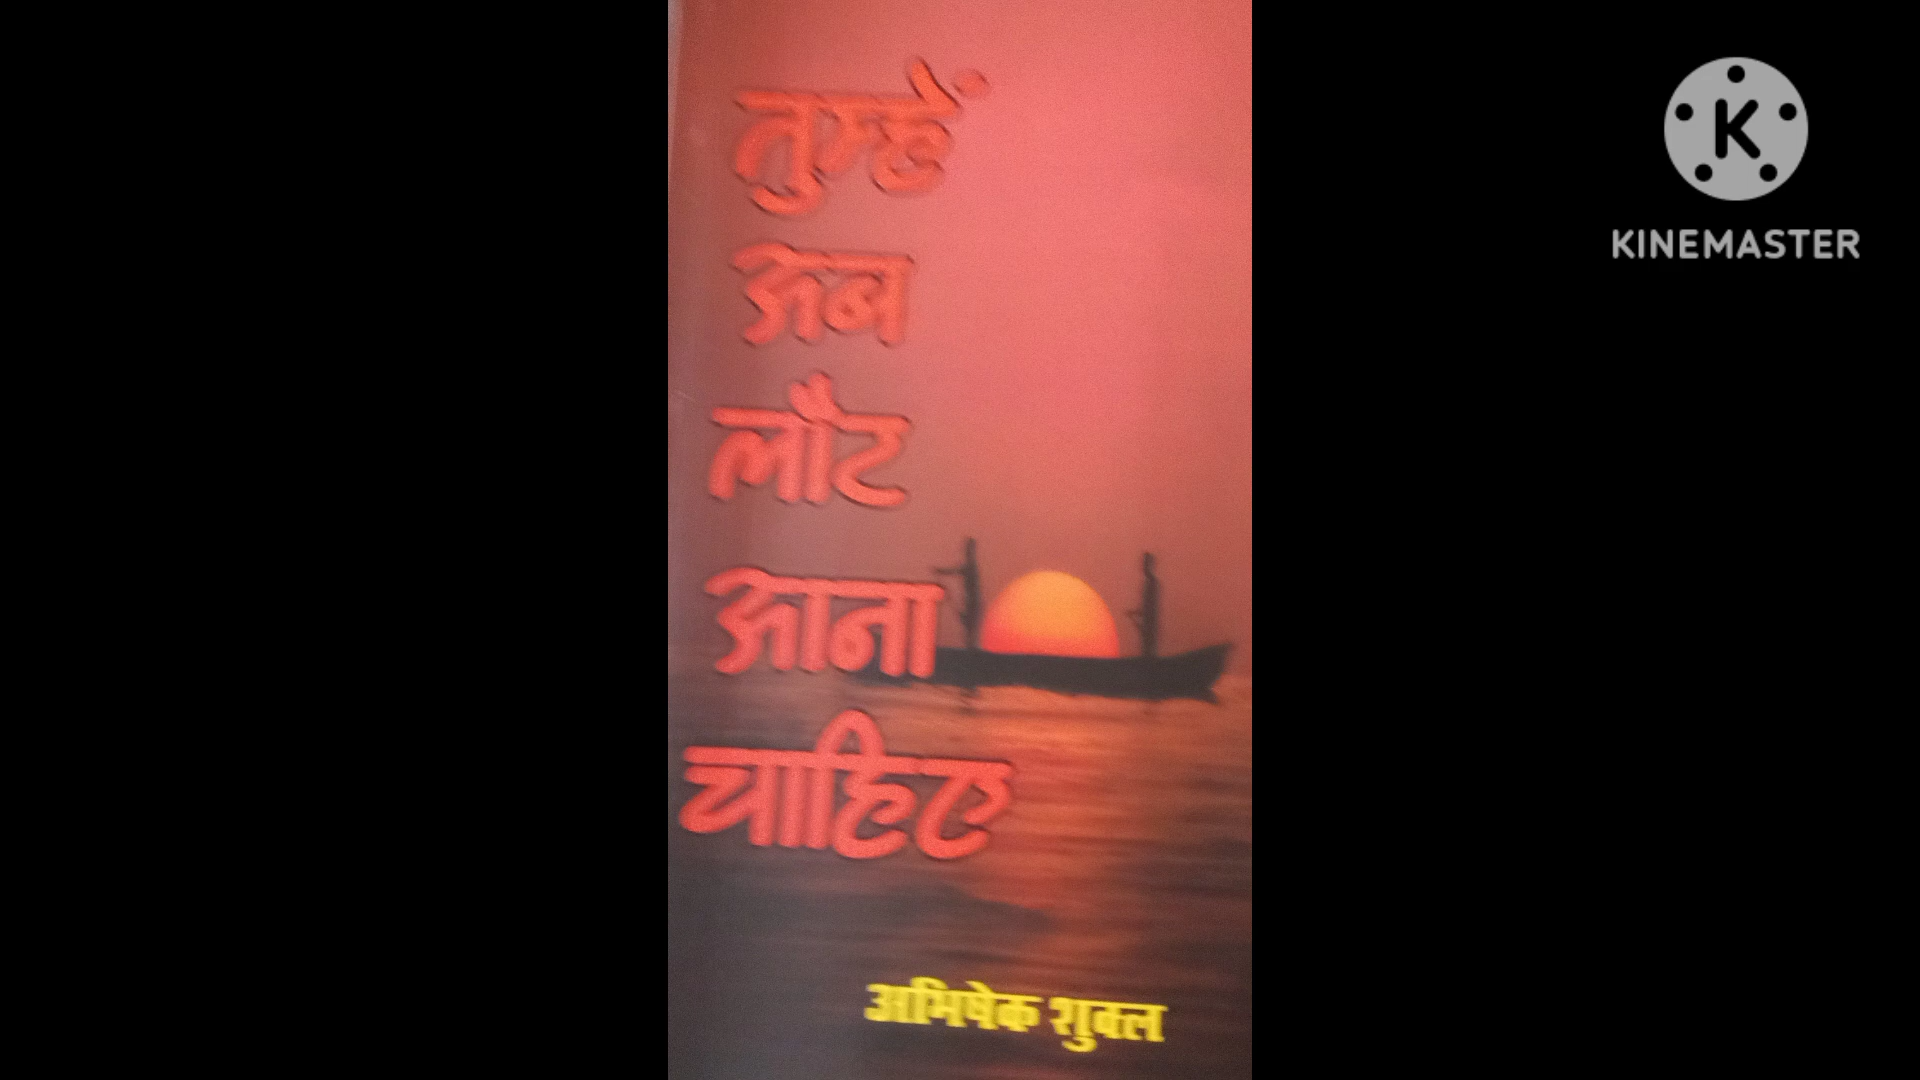 तुम्हें
अब
लौट
आना
चाहिए
अभिषेक शुक्ल
KINEMASTER